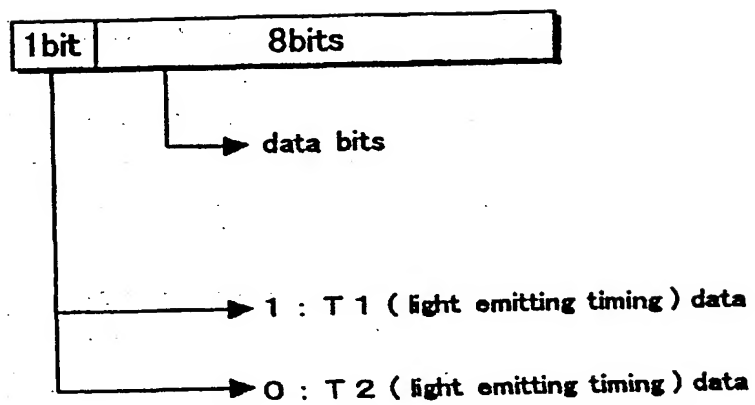 1bit 8bits
data bits
1 : T 1 ( light emitting timing ) data
0 : T 2 ( light emitting timing ) data